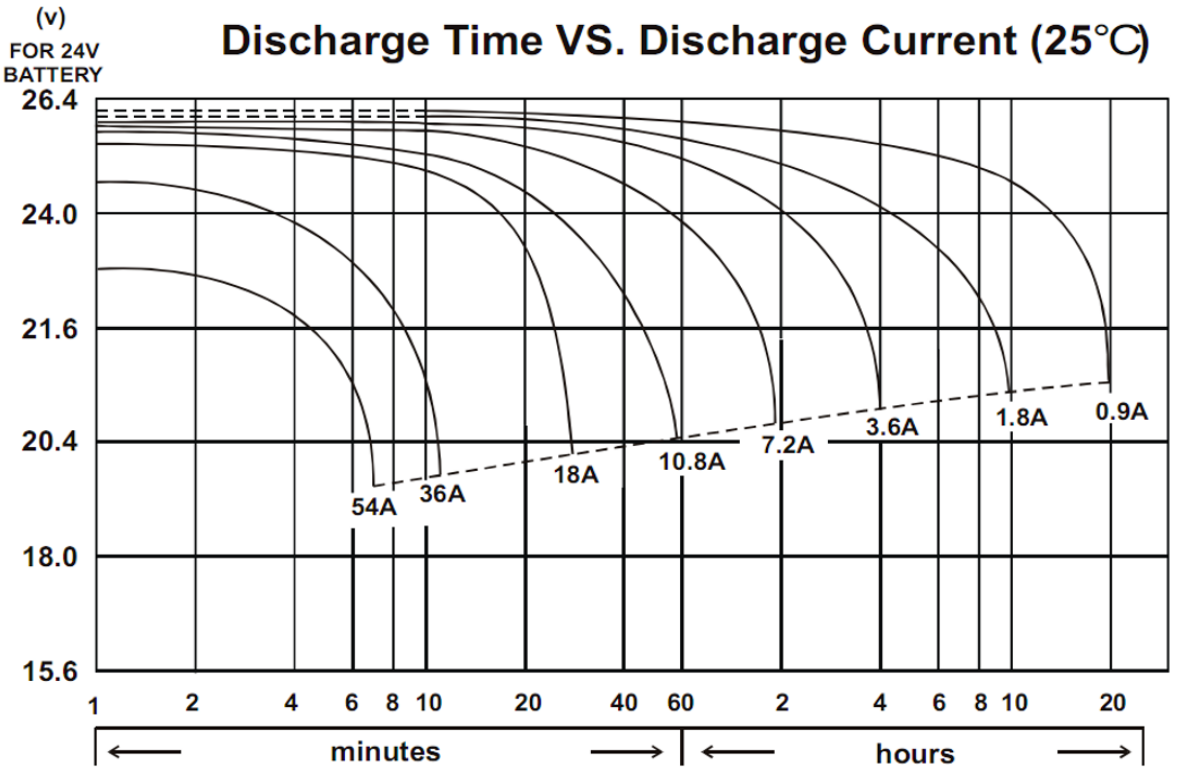 (v)
FOR 24V
BATTERY
Discharge Time VS. Discharge Current (25℃)
26.4
24.0
21.6
20.4
18.0
15.6
54A
36A
18A
10.8A
7.2A
3.6A
1.8A
0.9A
1 2 4 6 8 10 20 40 60 2 4 6 8 10 20
minutes hours